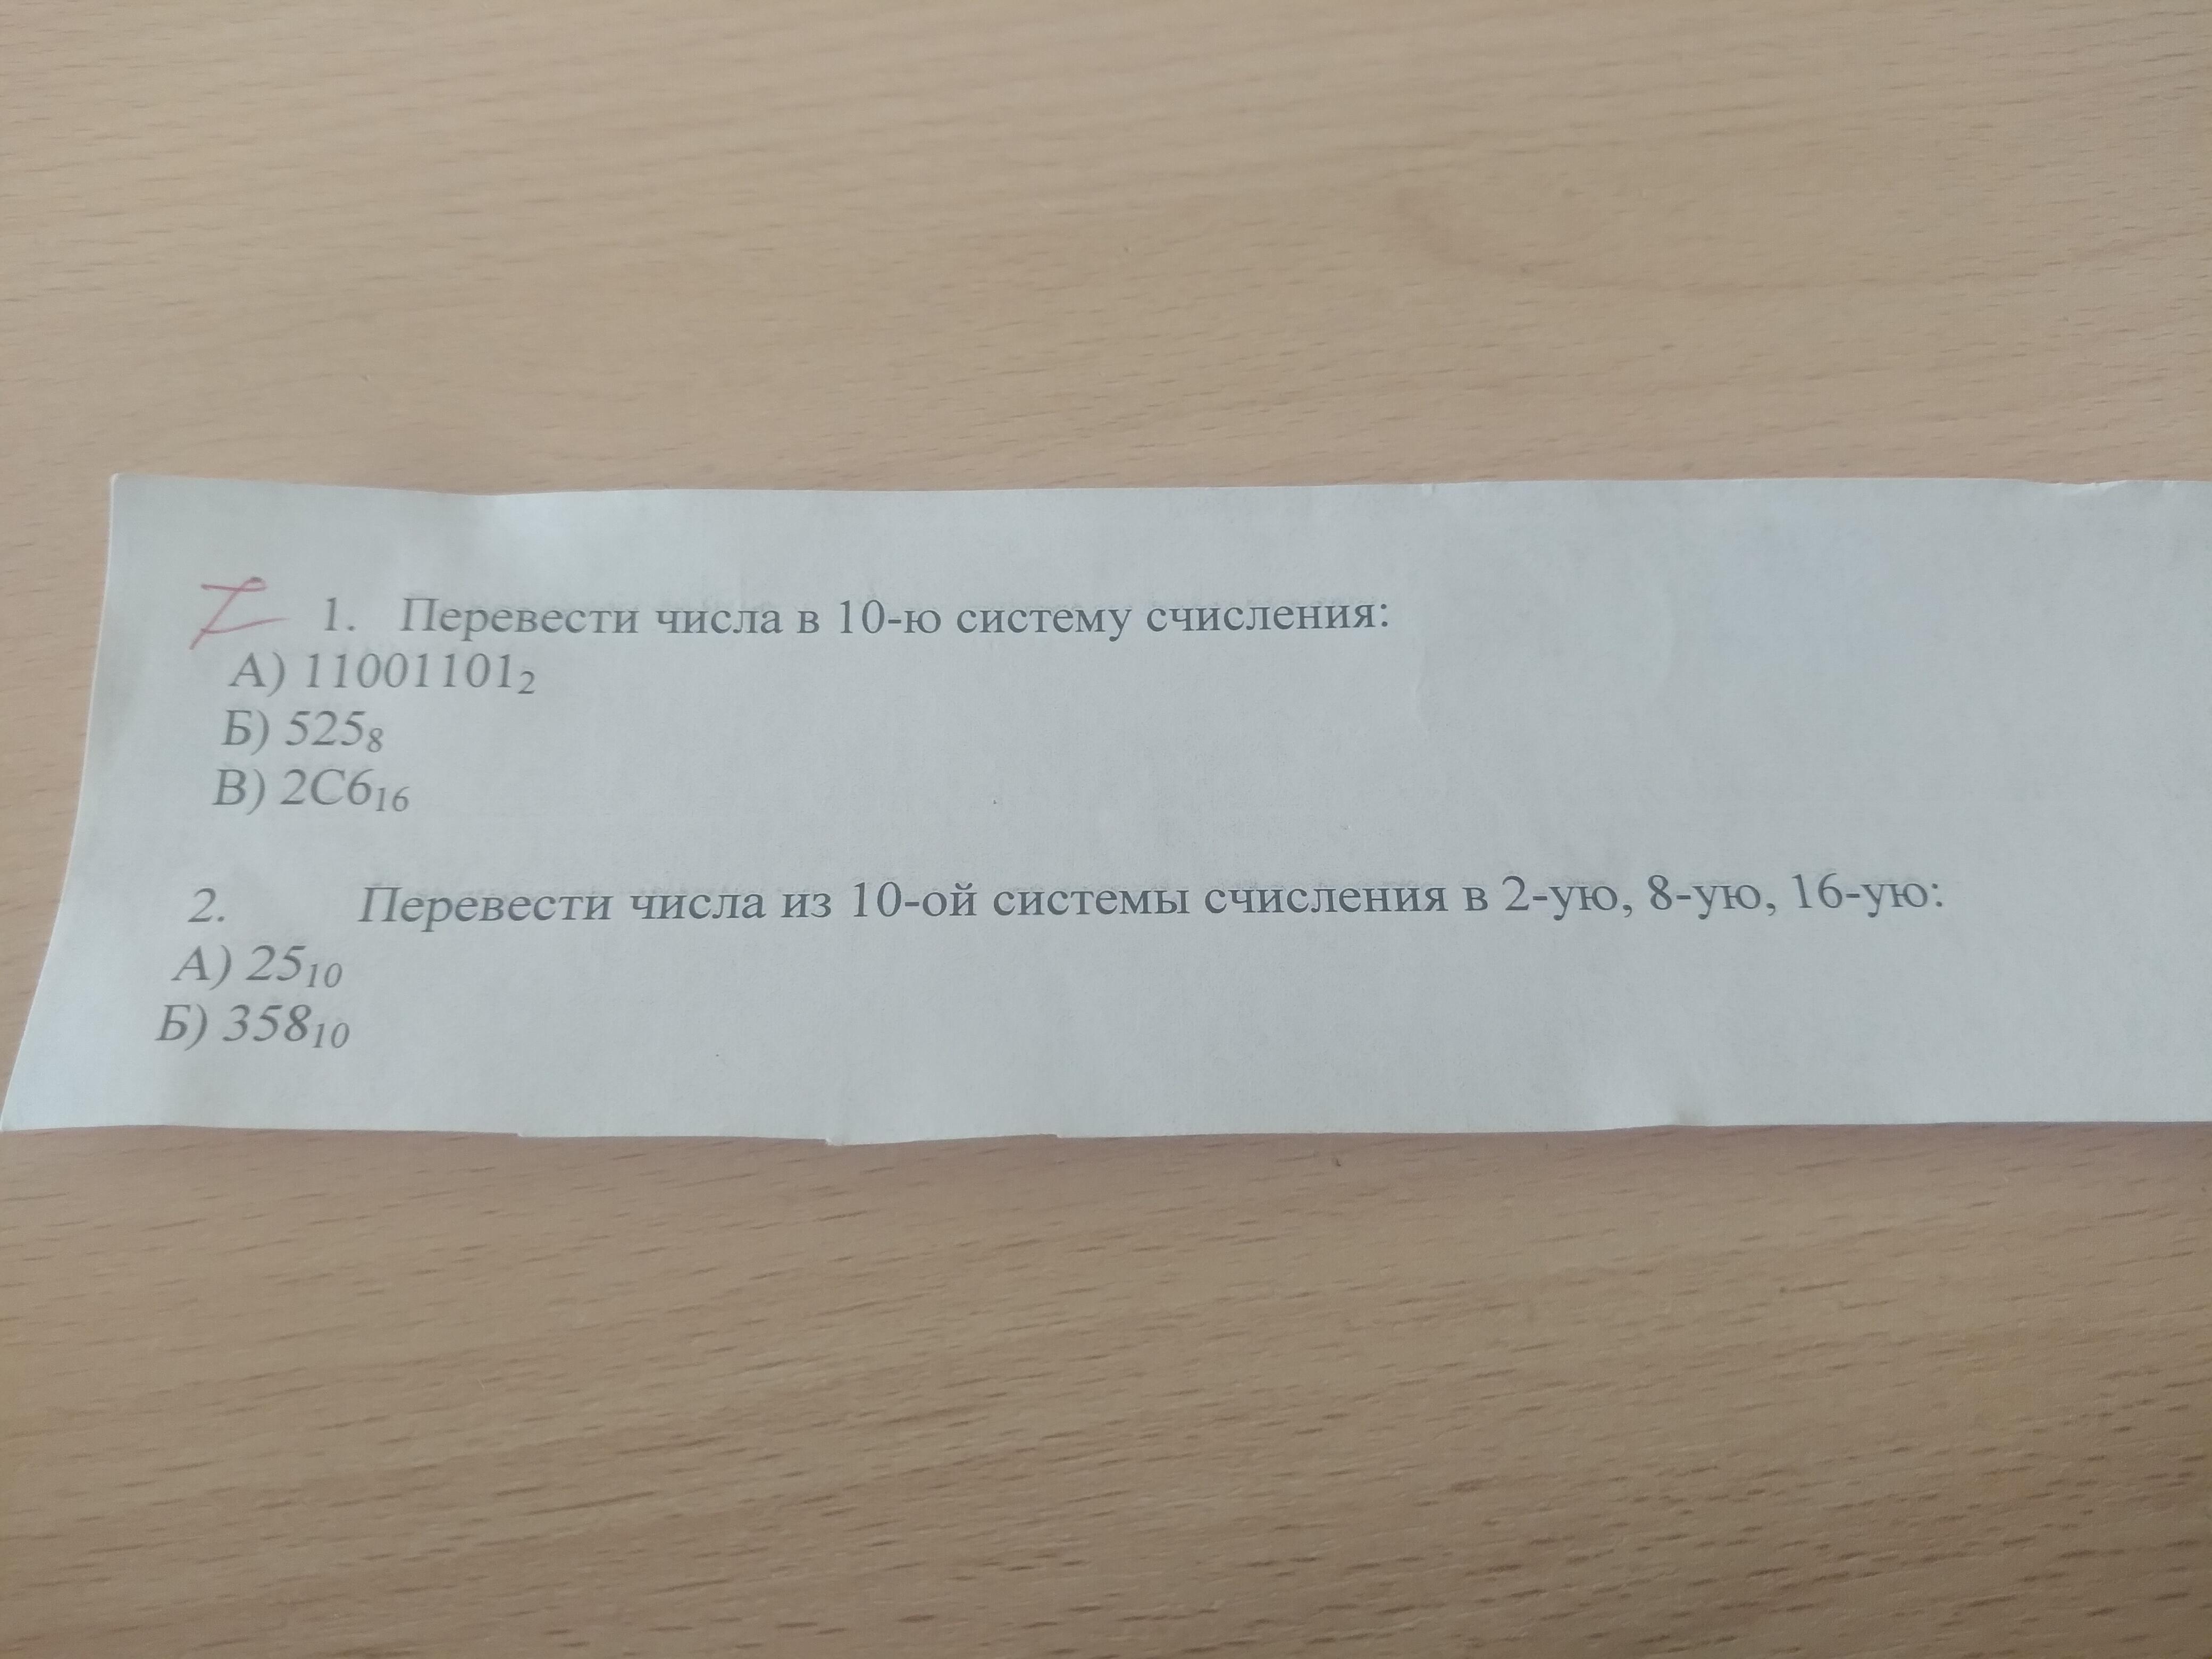 1. Перевести числа в 10-ю систему счисления:
А) 11001101₂
Б) 525₈
В) 2С6₁₆
2. Перевести числа из 10-ой системы счисления в 2-ую, 8-ую, 16-ую:
А) 25₁₀
Б) 358₁₀